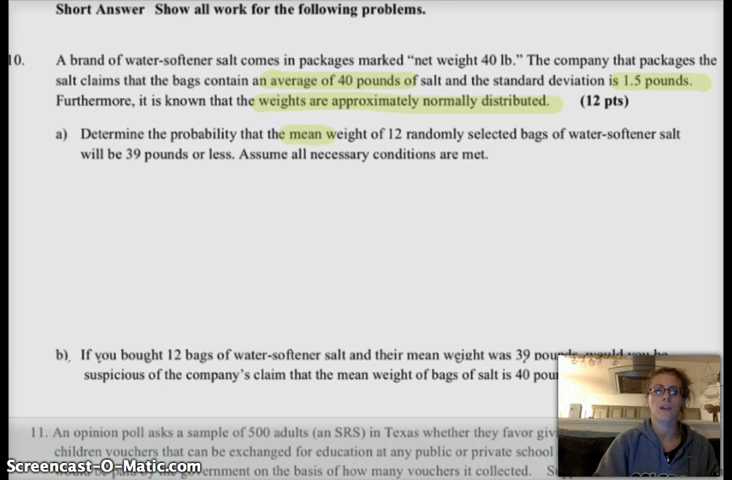 Short Answer Show all work for the following problems.
10. A brand of water-softener salt comes in packages marked “net weight 40 lb.” The company that packages the
salt claims that the bags contain an average of 40 pounds of salt and the standard deviation is 1.5 pounds.
Furthermore, it is known that the weights are approximately normally distributed. (12 pts)
a) Determine the probability that the mean weight of 12 randomly selected bags of water-softener salt
will be 39 pounds or less. Assume all necessary conditions are met.
b) If you bought 12 bags of water-softener salt and their mean weight was 39 pounds, would you be
suspicious of the company’s claim that the mean weight of bags of salt is 40
11. An opinion poll asks a sample of 500 adults (an SRS) in Texas whether they favor
children vouchers that can be exchanged for education at any public or private school
Screencast-O-Matic.com
on the basis of how many vouchers it collected.